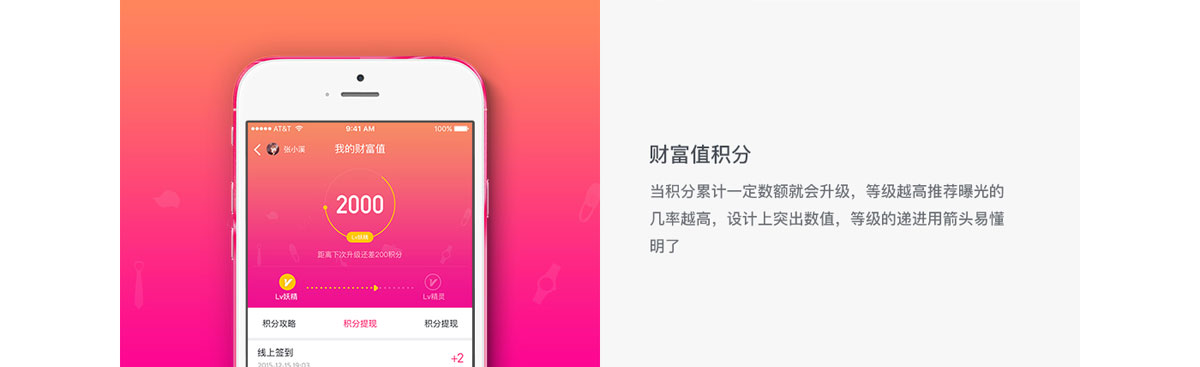 AT&T
9:41 AM
100%
张小溪
我的财富值
2000
Lv妖精
距离下次升级还差200积分
Lv妖精
Lv精灵
积分攻略
积分提现
积分提现
线上签到
+2
2015-12-15 19:03
财富值积分
当积分累计一定数额就会升级，等级越高推荐曝光的
几率越高，设计上突出数值，等级的递进用箭头易懂
明了